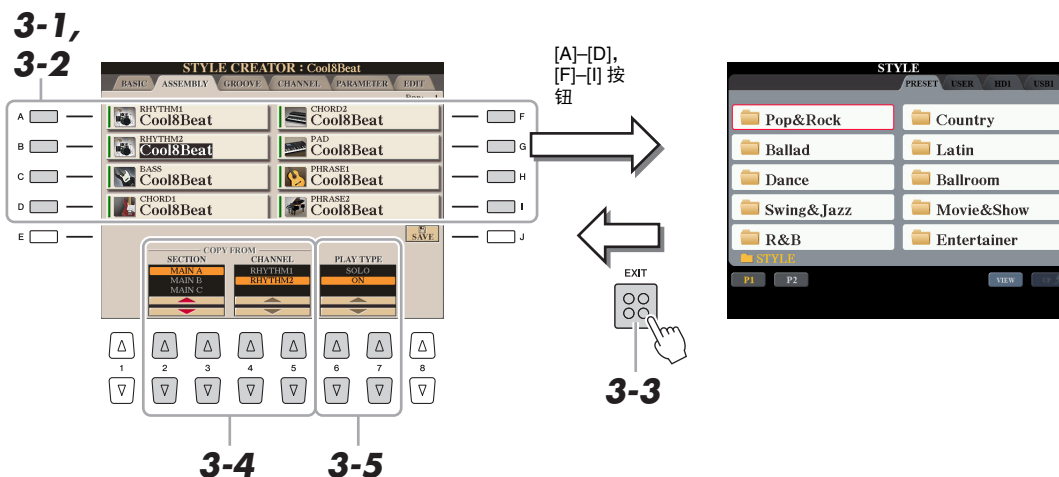 3-1,
3-2
[A]–[D],
[F]–[I] 按
钮
STYLE CREATOR : Cool8Beat
BASIC ASSEMBLY GROOVE CHANNEL PARAMETER EDIT
A RHYTHM1 Cool8Beat CHORD2 Cool8Beat F
B RHYTHM2 Cool8Beat PAD Cool8Beat G
C BASS Cool8Beat PHRASE1 Cool8Beat H
D CHORD1 Cool8Beat PHRASE2 Cool8Beat I
E SAVE J
COPY FROM
SECTION CHANNEL PLAY TYPE
MAIN A RHYTHM1 SOLO
MAIN B RHYTHM2 ON
MAIN C
1 2 3 4 5 6 7 8
3-4 3-5
EXIT
3-3
STYLE
PRESET USER HD1 USB1
Pop&Rock Country
Ballad Latin
Dance Ballroom
Swing&Jazz Movie&Show
R&B Entertainer
STYLE
P1 P2 VIEW